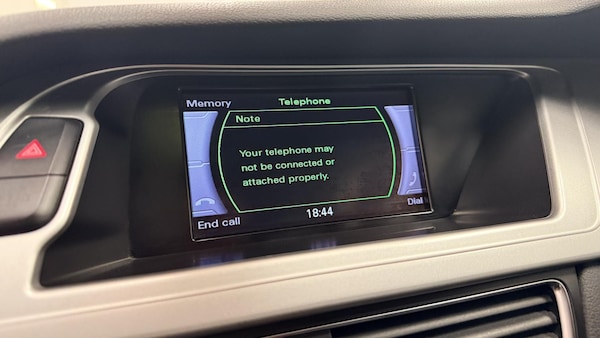 Memory Telephone
Note
Your telephone may
not be connected or
attached properly.
End call 18:44 Dial